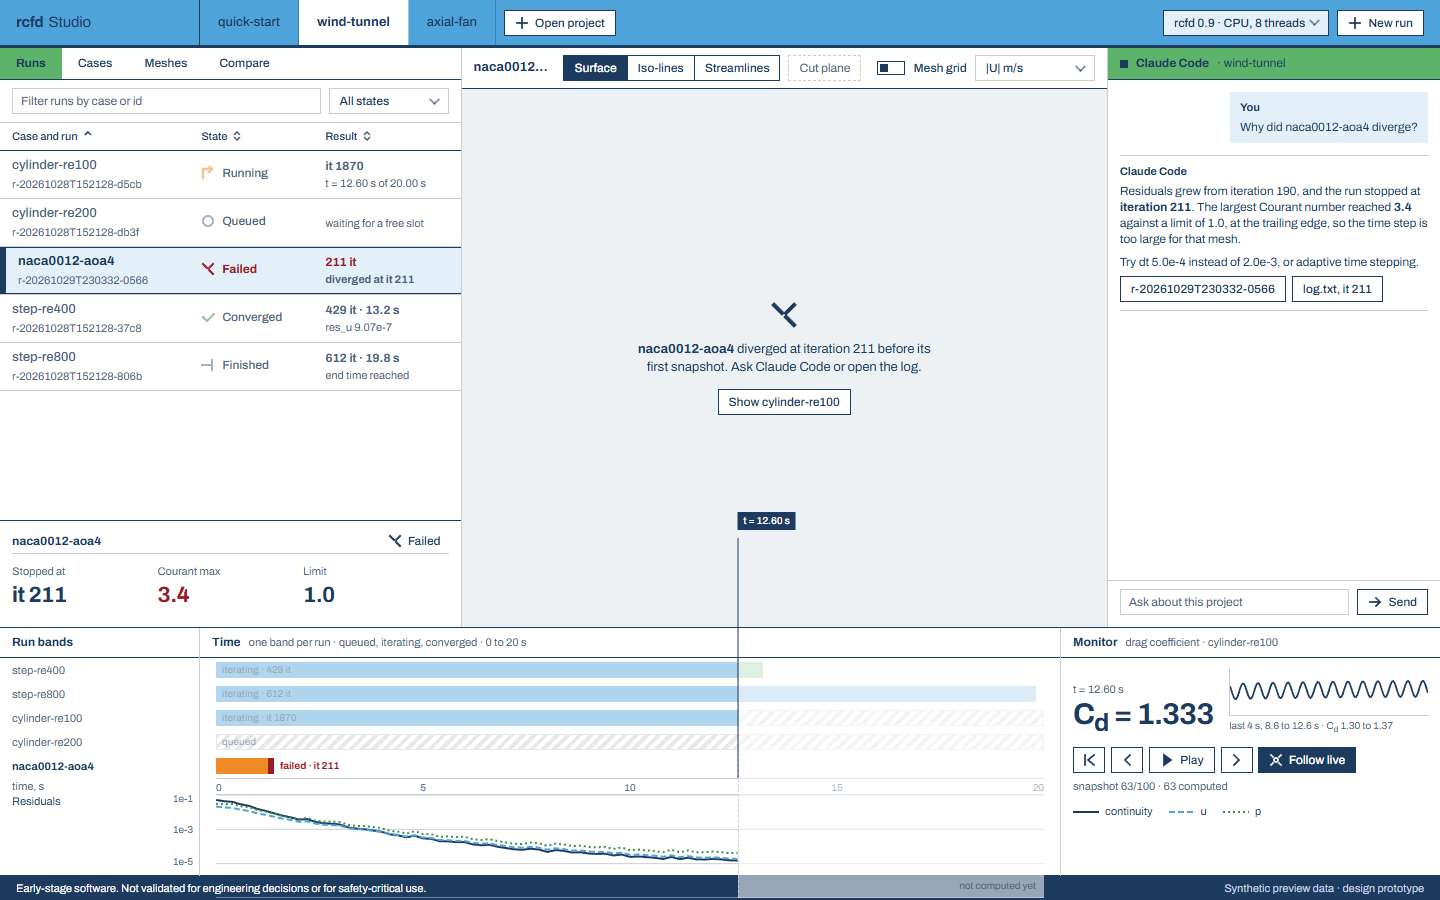 rcfd Studio
quick-start
wind-tunnel
axial-fan
Open project
rcfd 0.9 · CPU, 8 threads
New run
Runs
Cases
Meshes
Compare
Filter runs by case or id
All states
Case and run
State
Result
cylinder-re100
r-20261028T152128-d5cb
Running
it 1870
t = 12.60 s of 20.00 s
cylinder-re200
r-20261028T152128-db3f
Queued
waiting for a free slot
naca0012-aoa4
r-20261029T230332-0566
Failed
211 it
diverged at it 211
step-re400
r-20261028T152128-37c8
Converged
429 it · 13.2 s
res_u 9.07e-7
step-re800
r-20261028T152128-806b
Finished
612 it · 19.8 s
end time reached
naca0012-aoa4
Failed
Stopped at
Courant max
Limit
it 211
3.4
1.0
naca0012...
Surface
Iso-lines
Streamlines
Cut plane
Mesh grid
|U| m/s
naca0012-aoa4 diverged at iteration 211 before its
first snapshot. Ask Claude Code or open the log.
Show cylinder-re100
t = 12.60 s
Claude Code · wind-tunnel
You
Why did naca0012-aoa4 diverge?
Claude Code
Residuals grew from iteration 190, and the run stopped at
iteration 211. The largest Courant number reached 3.4
against a limit of 1.0, at the trailing edge, so the time step is
too large for that mesh.
Try dt 5.0e-4 instead of 2.0e-3, or adaptive time stepping.
r-20261029T230332-0566
log.txt, it 211
Ask about this project
Send
Run bands
Time one band per run · queued, iterating, converged · 0 to 20 s
step-re400
iterating · 429 it
step-re800
iterating · 612 it
cylinder-re100
iterating · it 1870
cylinder-re200
queued
naca0012-aoa4
failed · it 211
time, s
0
5
10
15
20
Residuals
1e-1
1e-3
1e-5
not computed yet
Monitor drag coefficient · cylinder-re100
t = 12.60 s
Cd = 1.333
last 4 s, 8.6 to 12.6 s · Cd 1.30 to 1.37
Play
Follow live
snapshot 63/100 · 63 computed
continuity
u
p
Early-stage software. Not validated for engineering decisions or for safety-critical use.
Synthetic preview data · design prototype